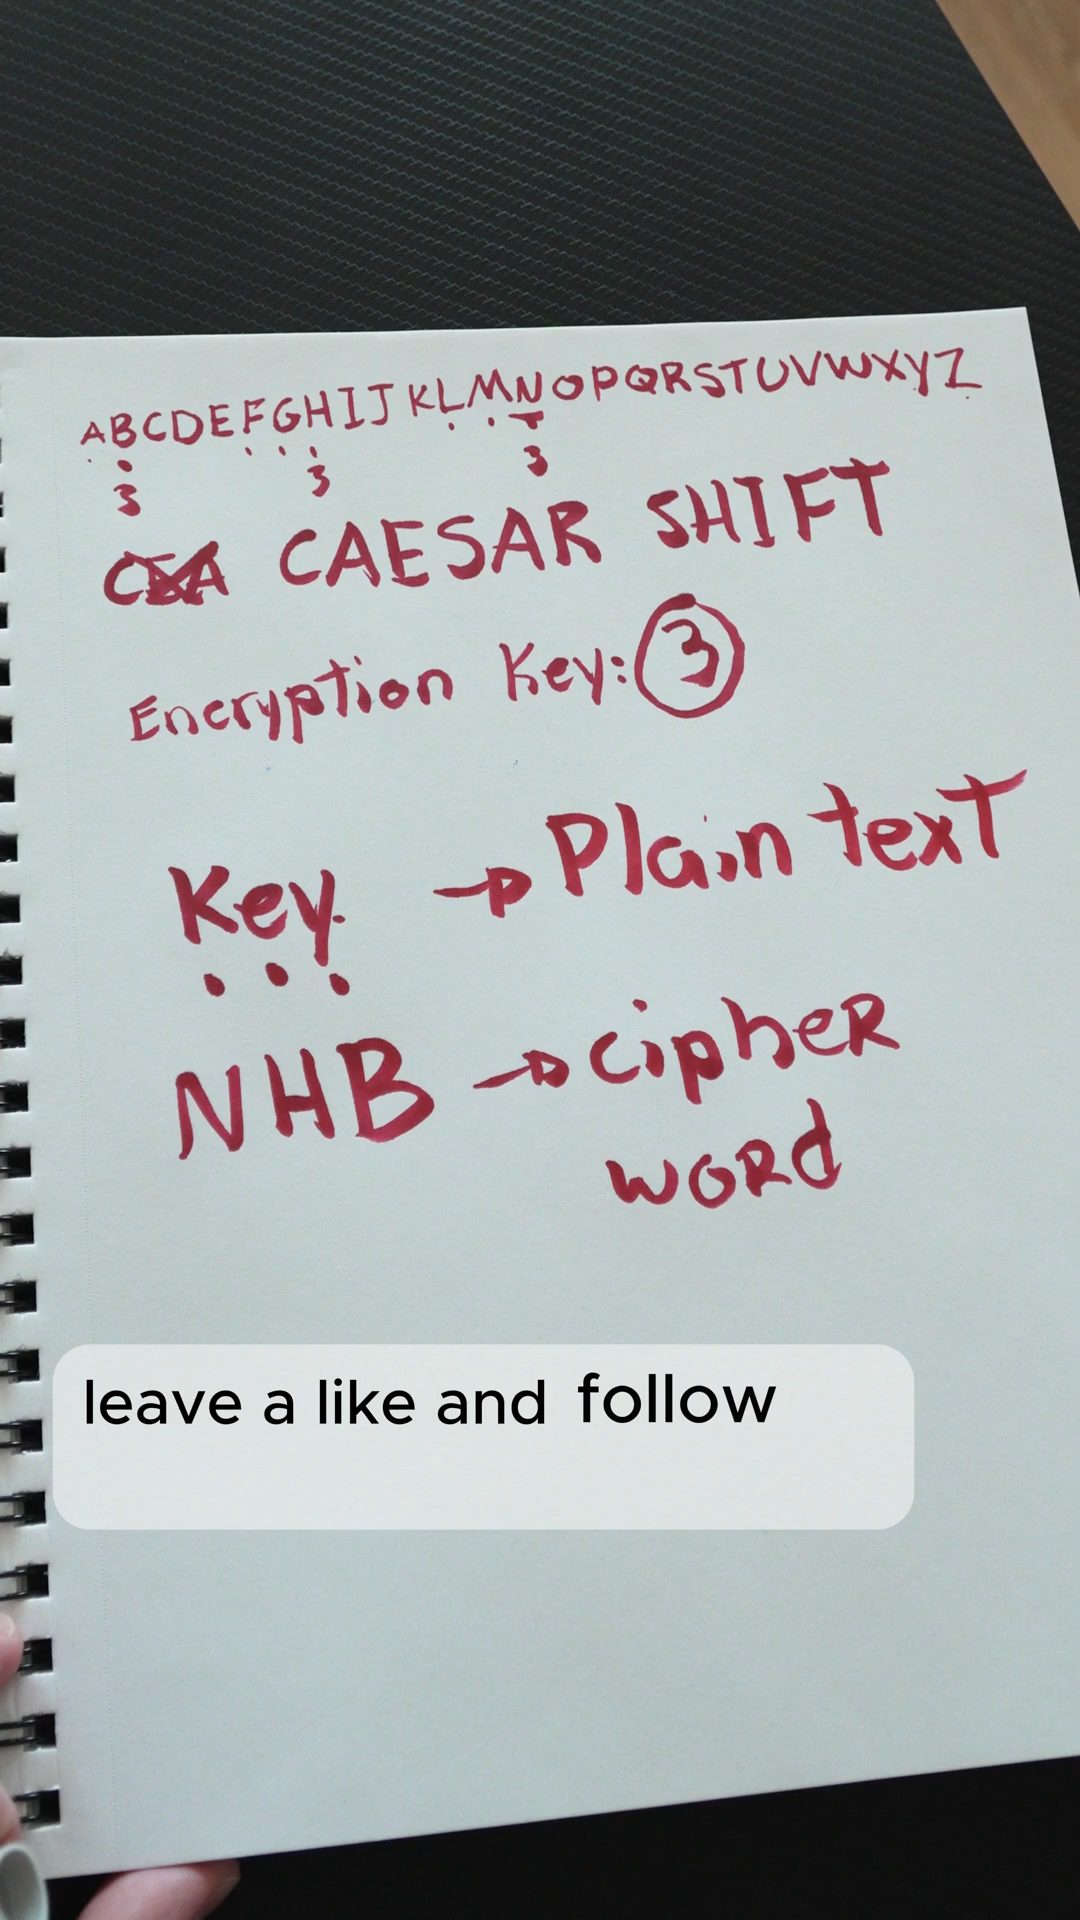 ABCDEFGHIJKLMNOPQRSTUVWXYZ
3 3 3
CAESAR SHIFT
Encryption Key: 3
Key → Plain text
NHB → cipher
word
leave a like and follow